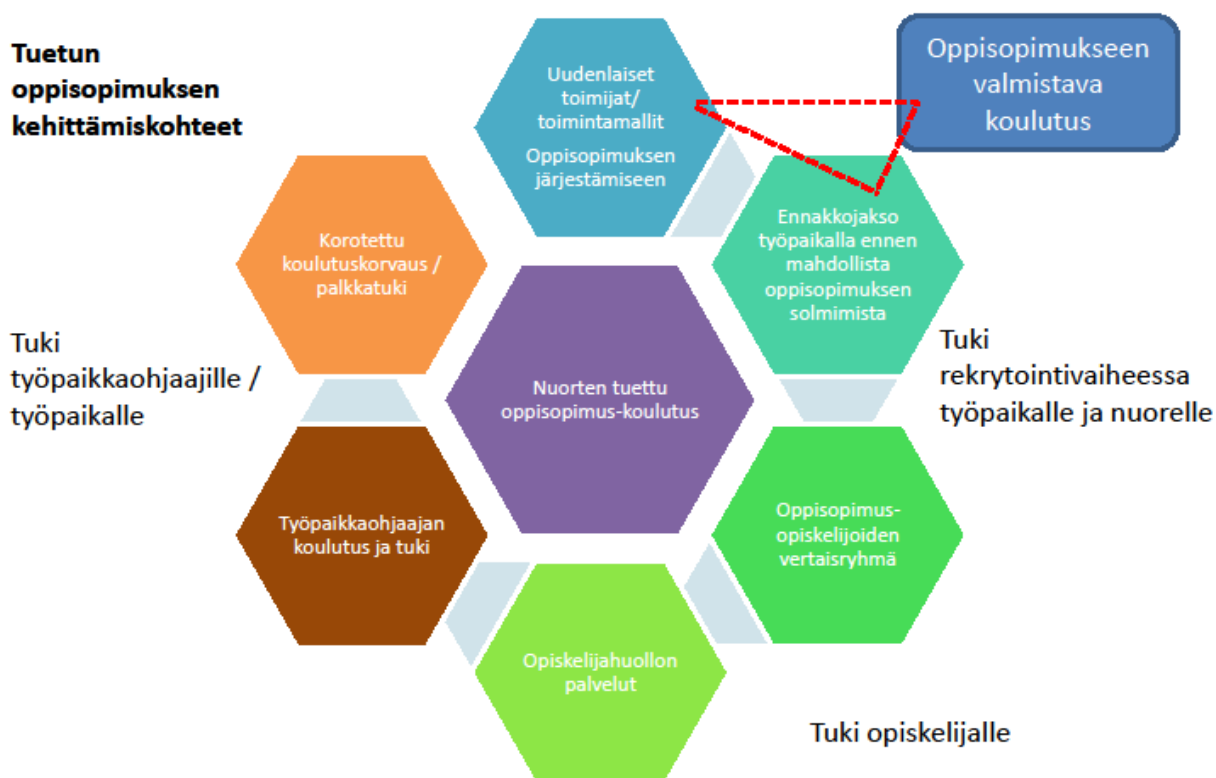 Tuetun
oppisopimuksen
kehittämiskohteet
Uudenlaiset
toimijat/
toimintamallit
Oppisopimuksen
järjestämiseen
Oppisopimukseen
valmistava
koulutus
Korotettu
koulutuskorvaus /
palkkatuki
Ennakkojakso
työpaikalla ennen
mahdollista
oppisopimuksen
solmimista
Tuki
työpaikkaohjaajille /
työpaikalle
Nuorten tuettu
oppisopimus-koulutus
Tuki
rekrytointivaiheessa
työpaikalle ja nuorelle
Työpaikkaohjaajan
koulutus ja tuki
Oppisopimus-
opiskelijoiden
vertaisryhmä
Opiskelijahuollon
palvelut
Tuki opiskelijalle